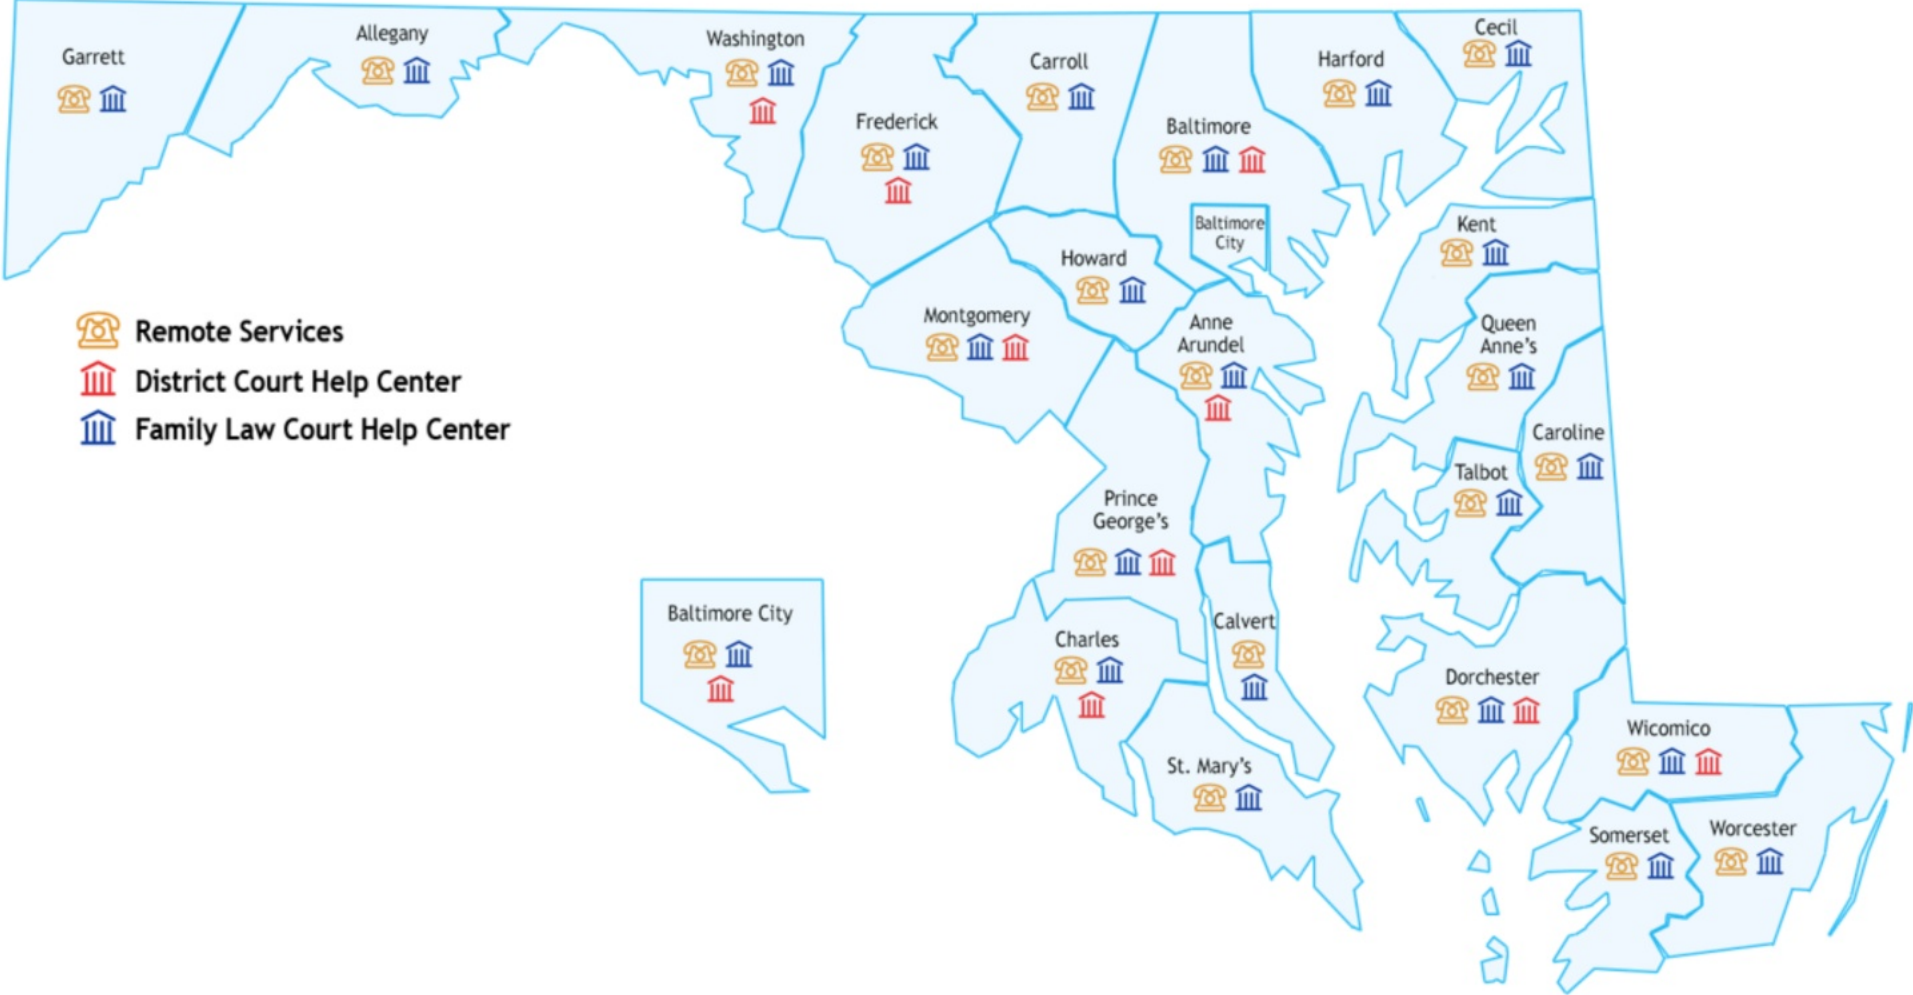 Garrett
Allegany
Washington
Frederick
Carroll
Baltimore
Harford
Cecil
Baltimore
City
Kent
Howard
Montgomery
Anne
Arundel
Queen
Anne's
Remote Services
District Court Help Center
Family Law Court Help Center
Caroline
Talbot
Prince
George's
Baltimore City
Charles
Calvert
Dorchester
Wicomico
St. Mary's
Somerset
Worcester